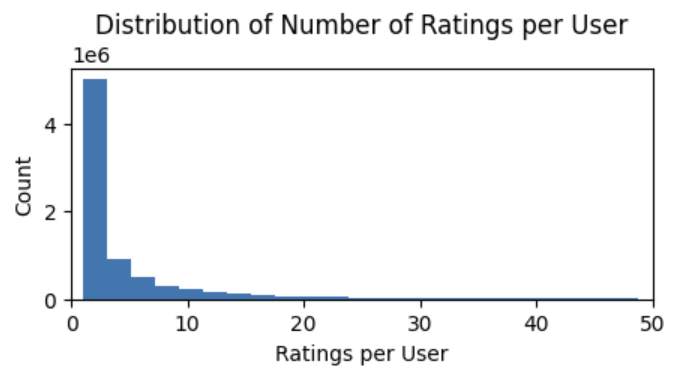 Distribution of Number of Ratings per User
1e6
4
2
0
Count
0 10 20 30 40 50
Ratings per User